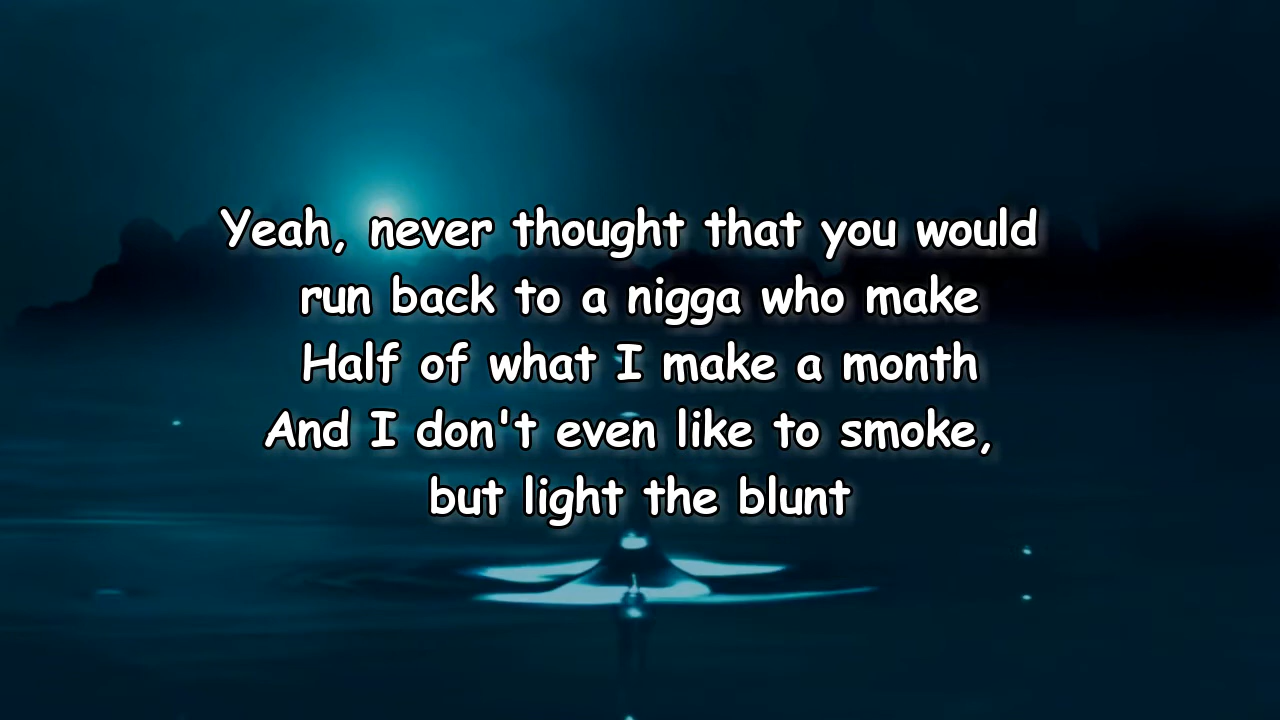 Yeah, never thought that you would
run back to a nigga who make
Half of what I make a month
And I don't even like to smoke,
but light the blunt